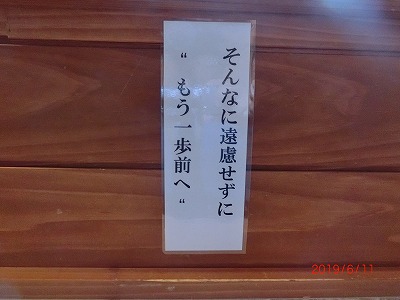 そんなに遠慮せずに
“ もう一歩前へ “
2019/6/11